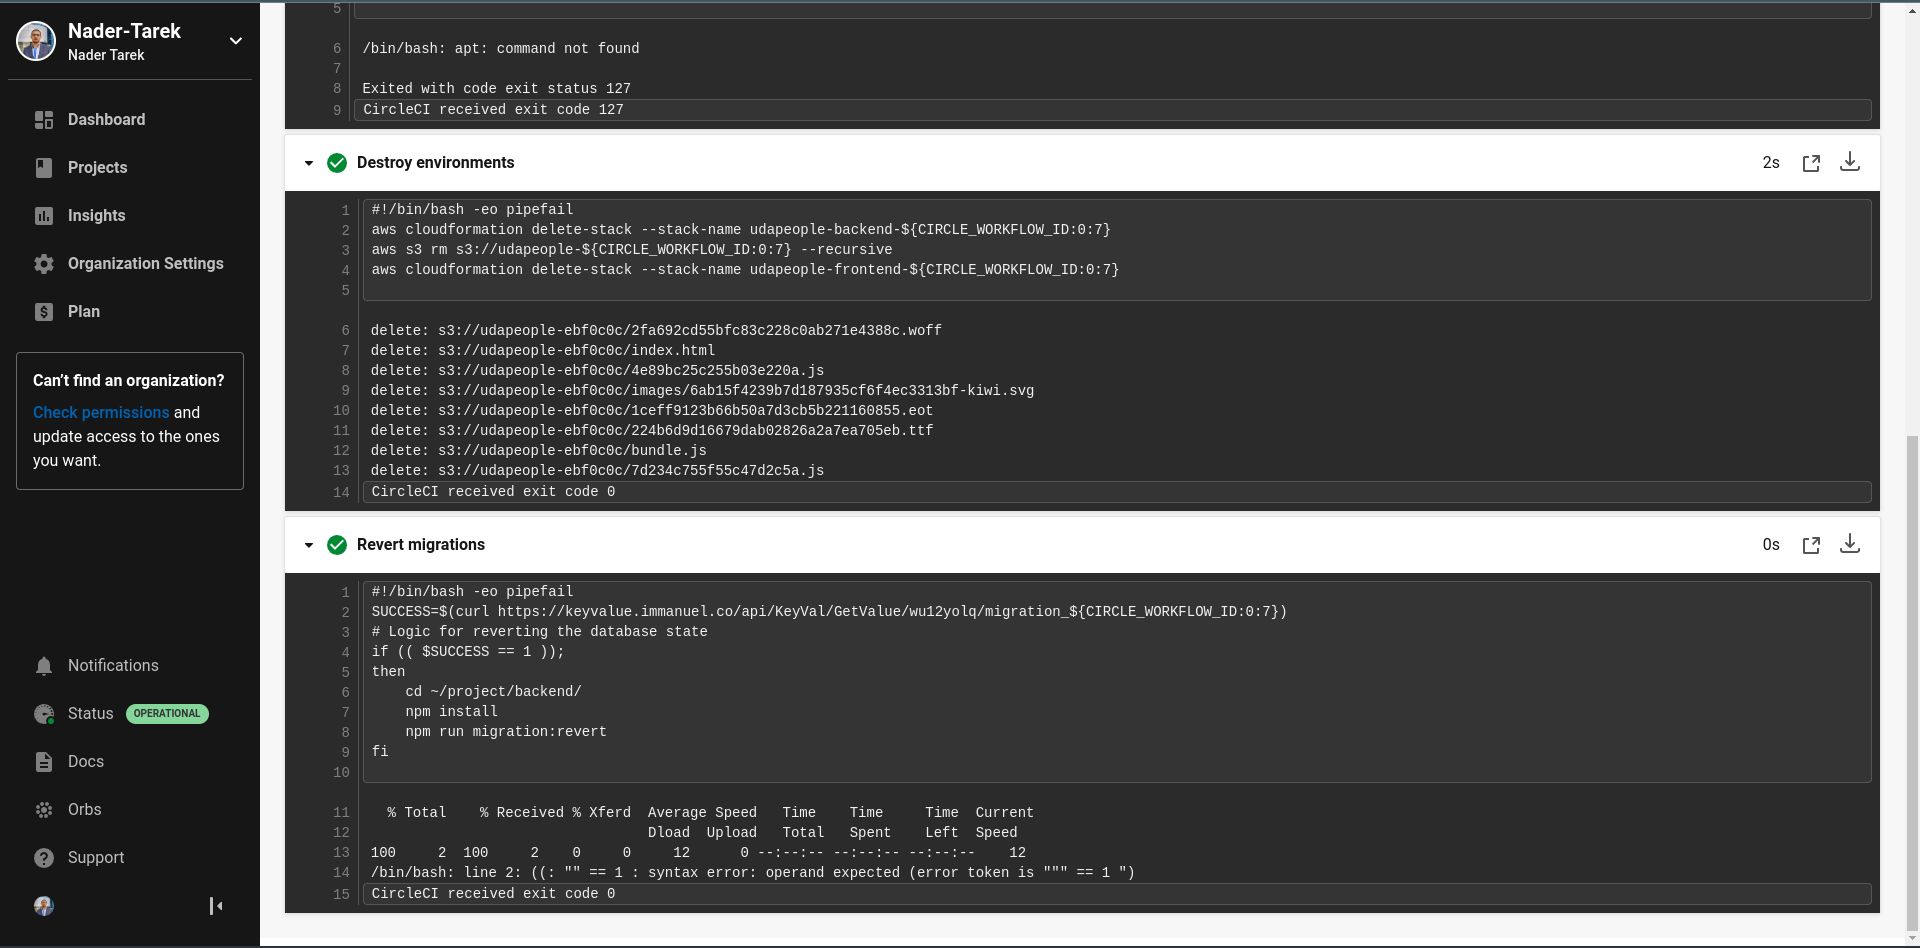 Nader-Tarek
Nader Tarek
Dashboard
Projects
Insights
Organization Settings
$ Plan
Can't find an organization?
Check permissions and
update access to the ones
you want.
Notifications
Status OPERATIONAL
Docs
Orbs
? Support
5
6 /bin/bash: apt: command not found
7
8 Exited with code exit status 127
9 CircleCI received exit code 127
Destroy environments 2s
1 #!/bin/bash -eo pipefail
2 aws cloudformation delete-stack --stack-name udapeople-backend-${CIRCLE_WORKFLOW_ID:0:7}
3 aws s3 rm s3://udapeople-${CIRCLE_WORKFLOW_ID:0:7} --recursive
4 aws cloudformation delete-stack --stack-name udapeople-frontend-${CIRCLE_WORKFLOW_ID:0:7}
5
6 delete: s3://udapeople-ebf0c0c/2fa692cd55bfc83c228c0ab271e4388c.woff
7 delete: s3://udapeople-ebf0c0c/index.html
8 delete: s3://udapeople-ebf0c0c/4e89bc25c255b03e220a.js
9 delete: s3://udapeople-ebf0c0c/images/6ab15f4239b7d187935cf6f4ec3313bf-kiwi.svg
10 delete: s3://udapeople-ebf0c0c/1ceff9123b66b50a7d3cb5b221160855.eot
11 delete: s3://udapeople-ebf0c0c/224b6d9d16679dab02826a2a7ea705eb.ttf
12 delete: s3://udapeople-ebf0c0c/bundle.js
13 delete: s3://udapeople-ebf0c0c/7d234c755f55c47d2c5a.js
14 CircleCI received exit code 0
Revert migrations 0s
1 #!/bin/bash -eo pipefail
2 SUCCESS=$(curl https://keyvalue.immanuel.co/api/KeyVal/GetValue/wu12yolq/migration_${CIRCLE_WORKFLOW_ID:0:7})
3 # Logic for reverting the database state
4 if (( $SUCCESS == 1 ));
5 then
6 cd ~/project/backend/
7 npm install
8 npm run migration:revert
9 fi
10
11 % Total % Received % Xferd Average Speed Time Time Time Current
12 Dload Upload Total Spent Left Speed
13 100 2 100 2 0 0 12 0 --:--:-- --:--:-- --:--:-- 12
14 /bin/bash: line 2: ((: "" == 1 : syntax error: operand expected (error token is """ == 1 ")
15 CircleCI received exit code 0